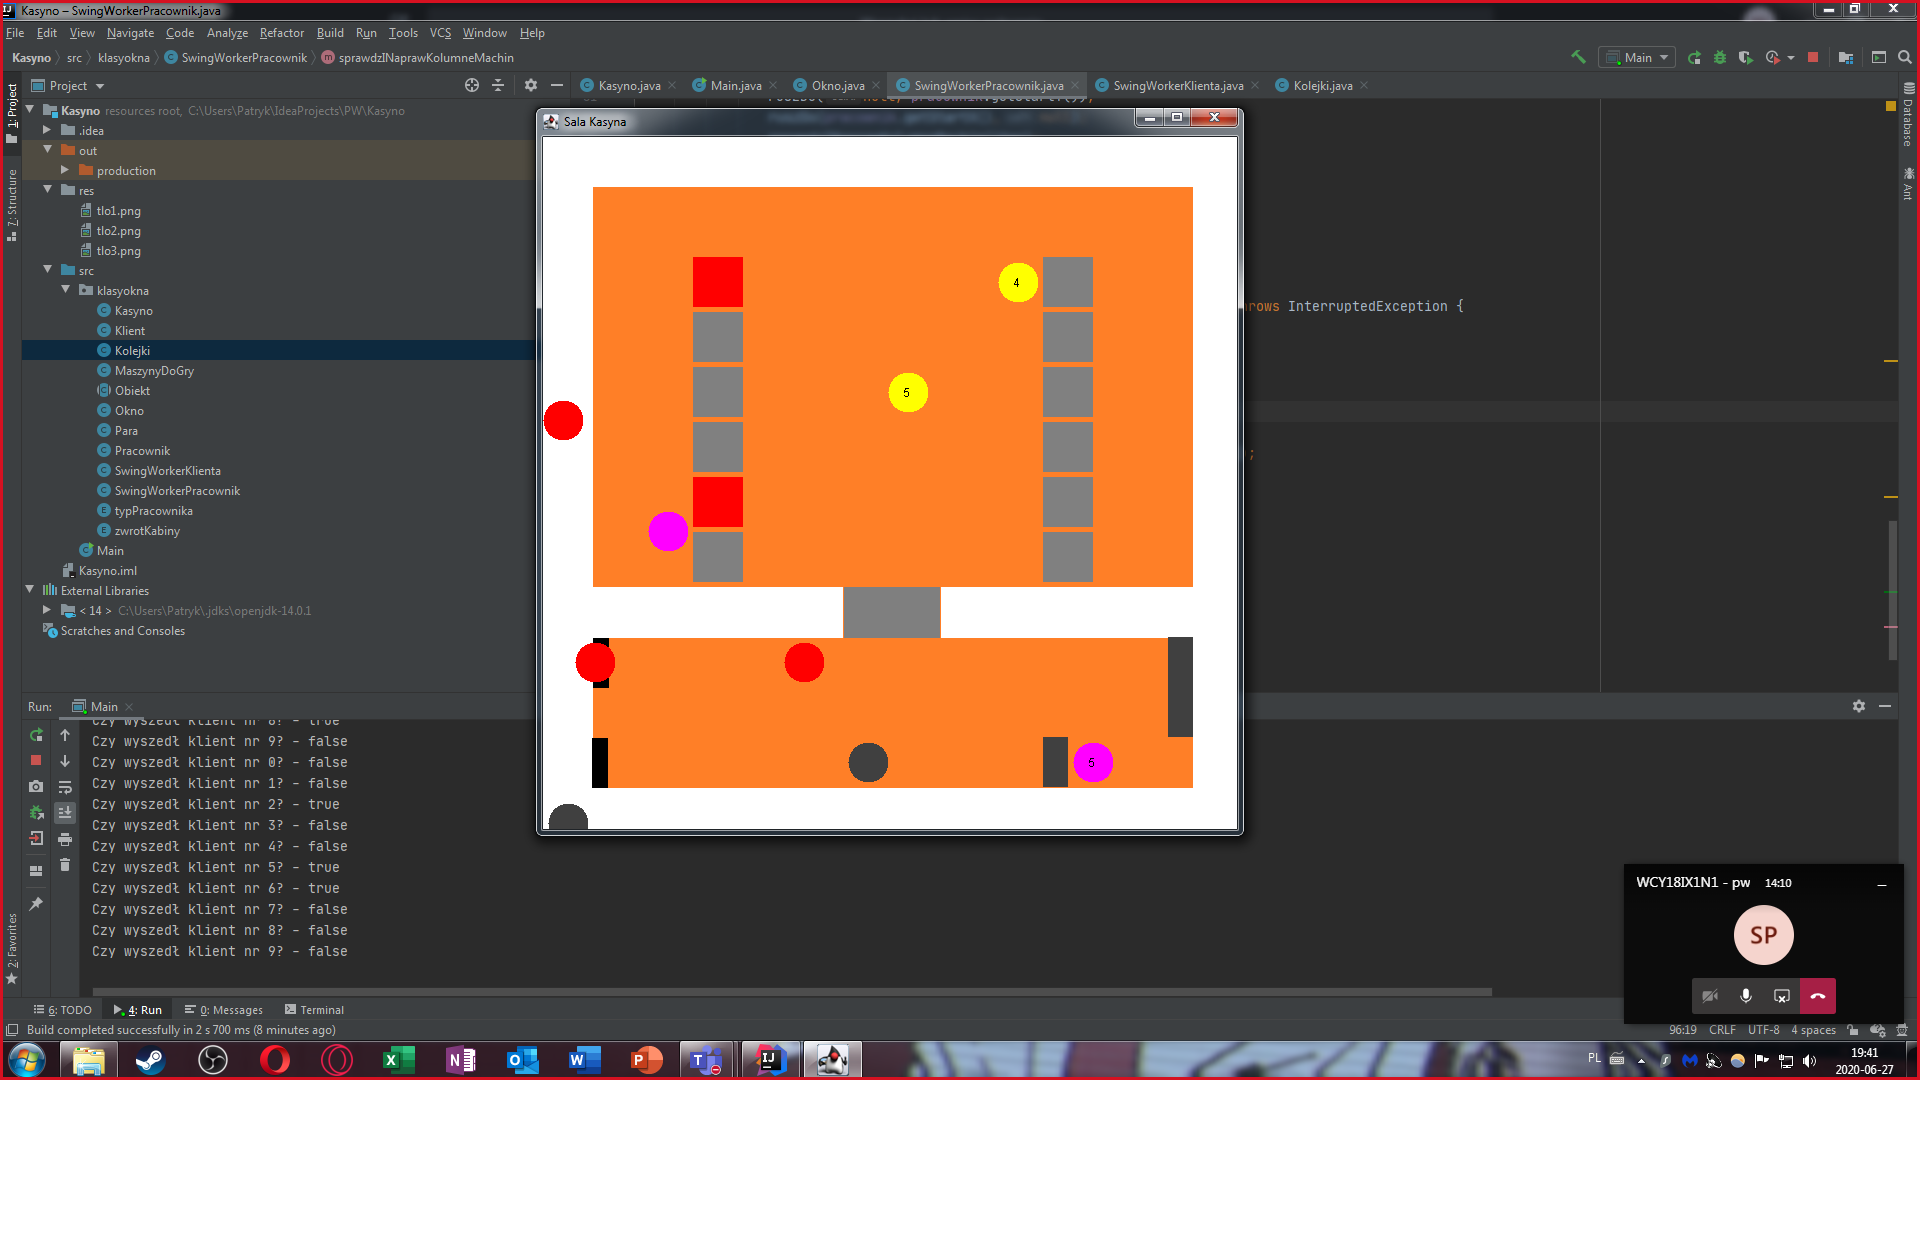 Kasyno – SwingWorkerPracownik.java
File Edit View Navigate Code Analyze Refactor Build Run Tools VCS Window Help
Kasyno src klasyokna SwingWorkerPracownik sprawdzINaprawKolumneMachin
Main
Project
Kasyno.java Main.java Okno.java SwingWorkerPracownik.java SwingWorkerKlienta.java Kolejki.java
1: Project
7: Structure
2: Favorites
Database
Ant
Kasyno resources root, C:\Users\Patryk\IdeaProjects\PW\Kasyno
.idea
out
production
res
tlo1.png
tlo2.png
tlo3.png
src
klasyokna
Kasyno
Klient
Kolejki
MaszynyDoGry
Obiekt
Okno
Para
Pracownik
SwingWorkerKlienta
SwingWorkerPracownik
typPracownika
zwrotKabiny
Main
Kasyno.iml
External Libraries
< 14 > C:\Users\Patryk\.jdks\openjdk-14.0.1
Scratches and Consoles
Sala Kasyna
4
5
5
rows InterruptedException {
;
Run: Main
Czy wyszedł klient nr 8? - true
Czy wyszedł klient nr 9? - false
Czy wyszedł klient nr 0? - false
Czy wyszedł klient nr 1? - false
Czy wyszedł klient nr 2? - true
Czy wyszedł klient nr 3? - false
Czy wyszedł klient nr 4? - false
Czy wyszedł klient nr 5? - true
Czy wyszedł klient nr 6? - true
Czy wyszedł klient nr 7? - false
Czy wyszedł klient nr 8? - false
Czy wyszedł klient nr 9? - false
WCY18IX1N1 - pw 14:10
SP
6: TODO 4: Run 0: Messages Terminal
Build completed successfully in 2 s 700 ms (8 minutes ago)
96:19 CRLF UTF-8 4 spaces
PL
19:41
2020-06-27